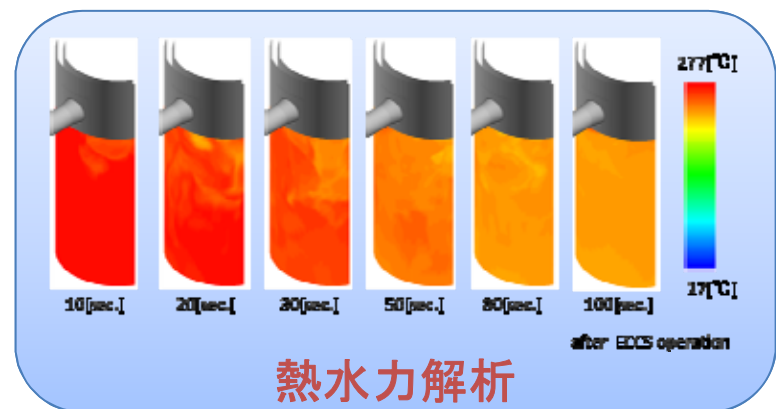 277[℃]
10[sec.]
20[sec.]
30[sec.]
50[sec.]
80[sec.]
100[sec.]
17[℃]
after ECCS operation
熱水力解析